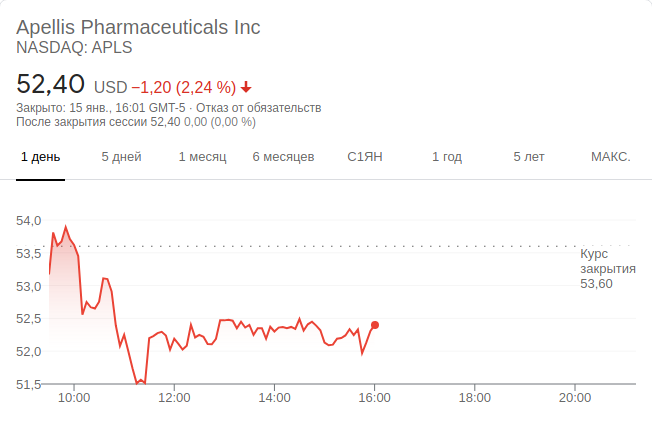 Apellis Pharmaceuticals Inc
NASDAQ: APLS
52,40 USD −1,20 (2,24 %)
Закрыто: 15 янв., 16:01 GMT-5 · Отказ от обязательств
После закрытия сессии 52,40 0,00 (0,00 %)
1 день 5 дней 1 месяц 6 месяцев С1ЯН 1 год 5 лет МАКС.
54,0
53,5
Курс
закрытия
53,60
53,0
52,5
52,0
51,5
10:00 12:00 14:00 16:00 18:00 20:00